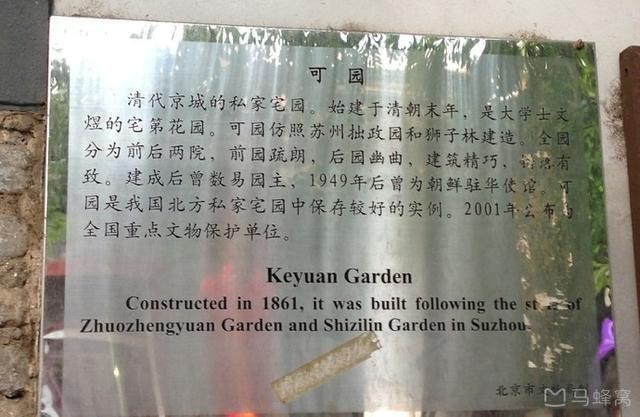 可 园
清代京城的私家宅园。始建于清朝末年，是大学士文
煜的宅第花园。可园仿照苏州拙政园和狮子林建造。全园
分为前后两院，前园疏朗，后园幽曲，建筑精巧，有
致。建成后曾数易园主，1949年后曾为朝鲜驻华使馆。可
园是我国北方私家宅园中保存较好的实例。2001年公布为
全国重点文物保护单位。
Keyuan Garden
Constructed in 1861, it was built following the of
Zhuozhengyuan Garden and Shizilin Garden in Suzhou
北京市文物
马蜂窝